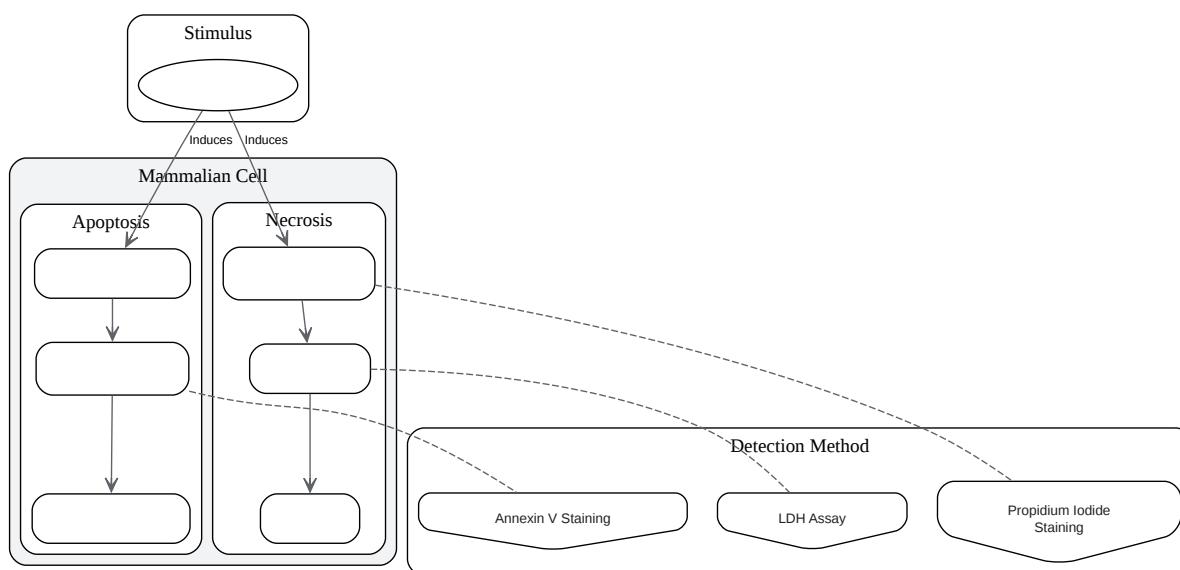 Stimulus
Induces Induces
Mammalian Cell
Apoptosis
Necrosis
Detection Method
Annexin V Staining
LDH Assay
Propidium Iodide
Staining